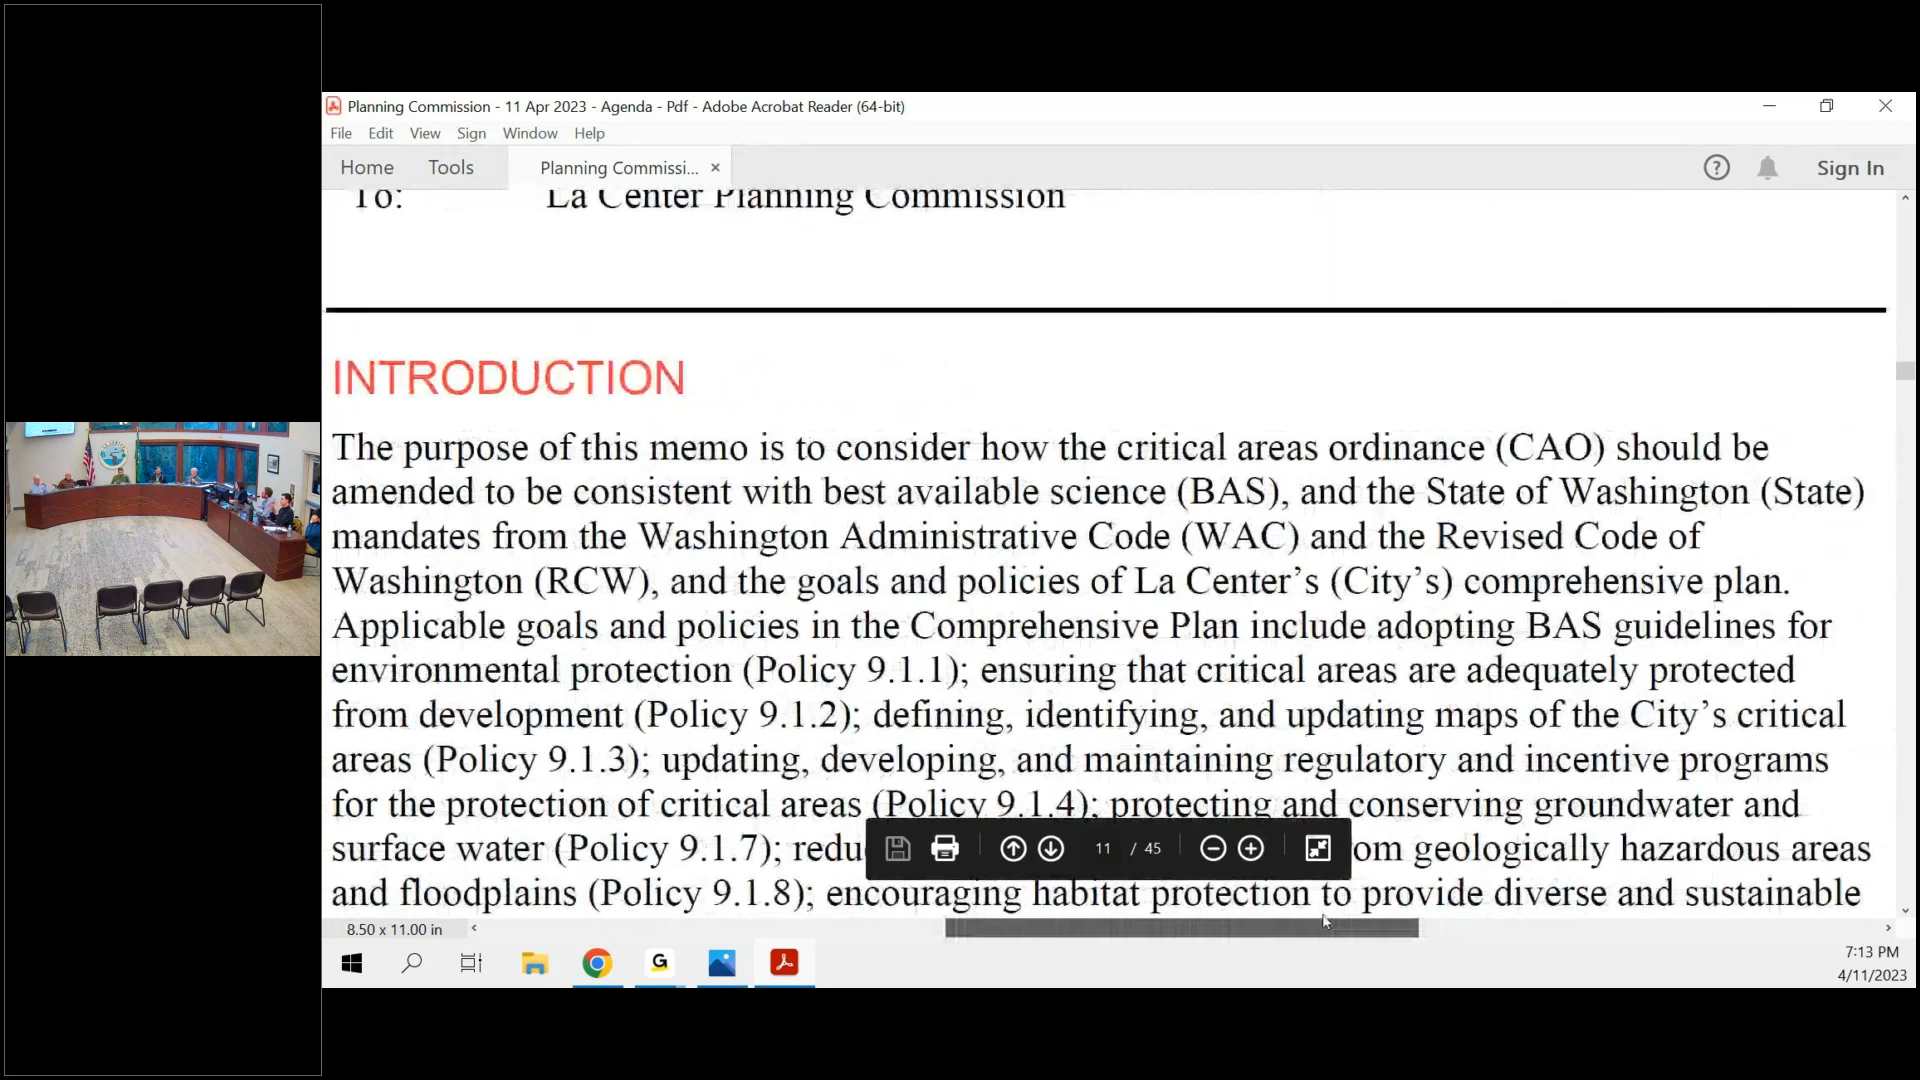 Planning Commission - 11 Apr 2023 - Agenda - Pdf - Adobe Acrobat Reader (64-bit)
File Edit View Sign Window Help
Home Tools Planning Commissi... × Sign In
To: La Center Planning Commission
INTRODUCTION
The purpose of this memo is to consider how the critical areas ordinance (CAO) should be
amended to be consistent with best available science (BAS), and the State of Washington (State)
mandates from the Washington Administrative Code (WAC) and the Revised Code of
Washington (RCW), and the goals and policies of La Center’s (City’s) comprehensive plan.
Applicable goals and policies in the Comprehensive Plan include adopting BAS guidelines for
environmental protection (Policy 9.1.1); ensuring that critical areas are adequately protected
from development (Policy 9.1.2); defining, identifying, and updating maps of the City’s critical
areas (Policy 9.1.3); updating, developing, and maintaining regulatory and incentive programs
for the protection of critical areas (Policy 9.1.4); protecting and conserving groundwater and
surface water (Policy 9.1.7); redu om geologically hazardous areas
11 / 45
and floodplains (Policy 9.1.8); encouraging habitat protection to provide diverse and sustainable
8.50 x 11.00 in
G
7:13 PM
4/11/2023